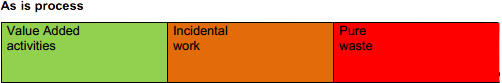 As is process
Value Added
activities
Incidental
work
Pure
waste